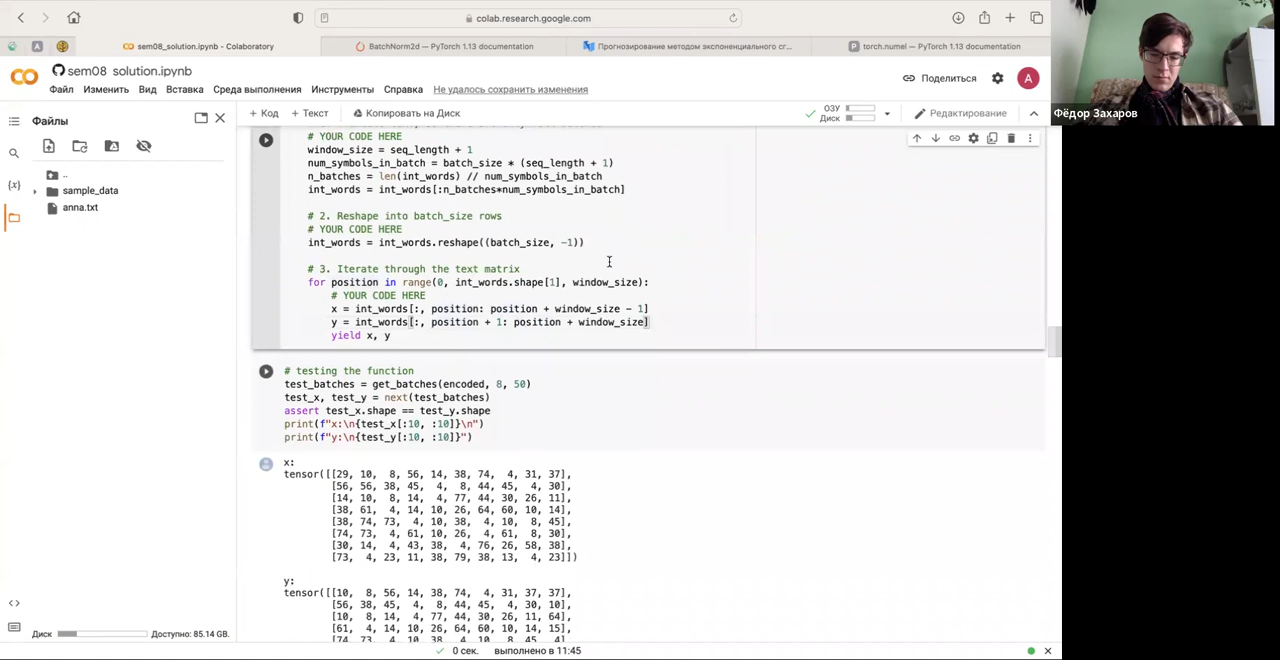 colab.research.google.com
sem08_solution.ipynb - Colaboratory
BatchNorm2d — PyTorch 1.13 documentation
Прогнозирование методом экспоненциального сг...
torch.numel — PyTorch 1.13 documentation
sem08 solution.ipynb
Поделиться
A
Файл Изменить Вид Вставка Среда выполнения Инструменты Справка Не удалось сохранить изменения
Фёдор Захаров
Файлы
+ Код + Текст Копировать на Диск
ОЗУ
Диск
Редактирование
..
sample_data
anna.txt
{x}
# YOUR CODE HERE
window_size = seq_length + 1
num_symbols_in_batch = batch_size * (seq_length + 1)
n_batches = len(int_words) // num_symbols_in_batch
int_words = int_words[:n_batches*num_symbols_in_batch]
# 2. Reshape into batch_size rows
# YOUR CODE HERE
int_words = int_words.reshape((batch_size, -1))
# 3. Iterate through the text matrix
for position in range(0, int_words.shape[1], window_size):
# YOUR CODE HERE
x = int_words[:, position: position + window_size - 1]
y = int_words[:, position + 1: position + window_size]
yield x, y
# testing the function
test_batches = get_batches(encoded, 8, 50)
test_x, test_y = next(test_batches)
assert test_x.shape == test_y.shape
print(f"x:\n{test_x[:10, :10]}\n")
print(f"y:\n{test_y[:10, :10]}")
x:
tensor([[29, 10, 8, 56, 14, 38, 74, 4, 31, 37],
[56, 56, 38, 45, 4, 8, 44, 45, 4, 30],
[14, 10, 8, 14, 4, 77, 44, 30, 26, 11],
[38, 61, 4, 14, 10, 26, 64, 60, 10, 14],
[38, 74, 73, 4, 10, 38, 4, 10, 8, 45],
[74, 73, 4, 61, 10, 26, 4, 61, 8, 30],
[30, 14, 4, 43, 38, 4, 76, 26, 58, 38],
[73, 4, 23, 11, 38, 79, 38, 13, 4, 23]])
y:
tensor([[10, 8, 56, 14, 38, 74, 4, 31, 37, 37],
[56, 38, 45, 4, 8, 44, 45, 4, 30, 10],
[10, 8, 14, 4, 77, 44, 30, 26, 11, 64],
[61, 4, 14, 10, 26, 64, 60, 10, 14, 15],
[74, 73, 4, 10, 38, 4, 10, 8, 45, 4],
Диск Доступно: 85.14 GB.
0 сек. выполнено в 11:45